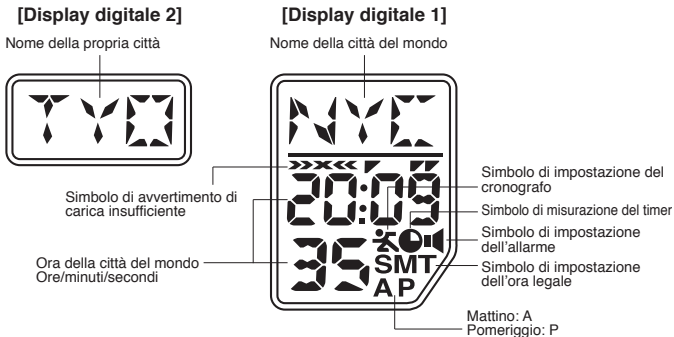 [Display digitale 2]
[Display digitale 1]
Nome della propria città
Nome della città del mondo
TYO
NYC
20:09
35
SMT
A P
Simbolo di avvertimento di
carica insufficiente
Ora della città del mondo
Ore/minuti/secondi
Simbolo di impostazione del
cronografo
Simbolo di misurazione del timer
Simbolo di impostazione
dell'allarme
Simbolo di impostazione
dell'ora legale
Mattino: A
Pomeriggio: P